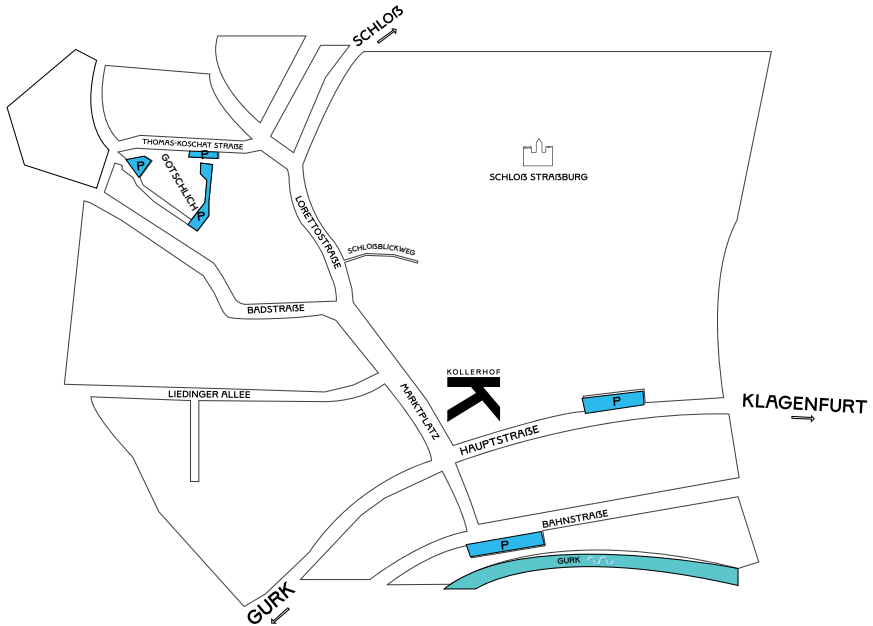 SCHLOß
THOMAS-KOSCHAT STRAßE
P
P
GOTSCHLICH
P
SCHLOß STRAßBURG
LORETTOSTRAßE
SCHLOßBLICKWEG
BADSTRAßE
KOLLERHOF
K
LIEDINGER ALLEE
MARKTPLATZ
P
KLAGENFURT
HAUPTSTRAßE
BAHNSTRAßE
P
GURK
GURK